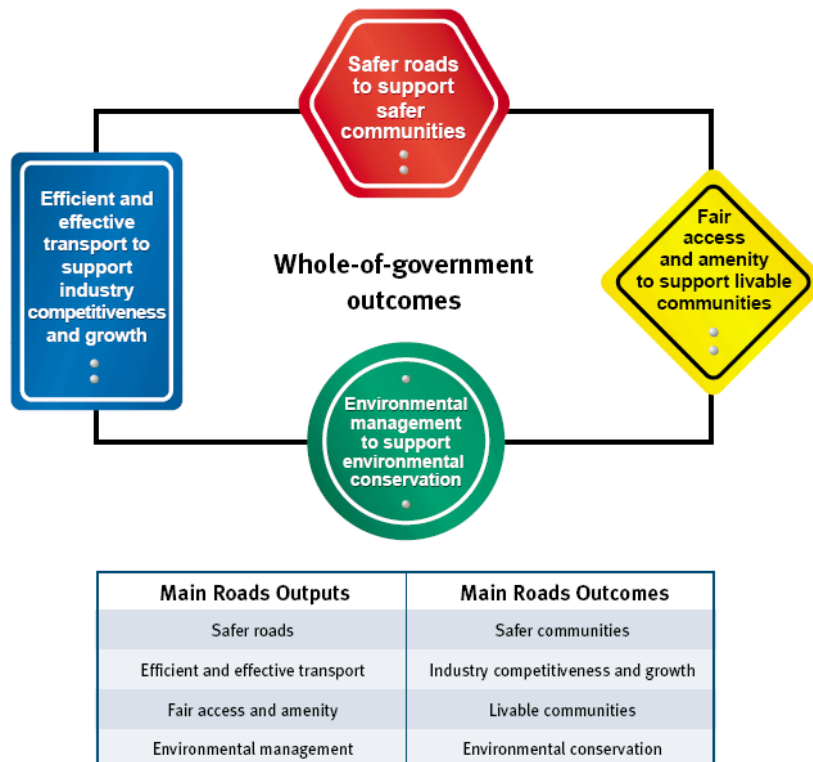 Safer roads
to support
safer
communities
Efficient and
effective
transport to
support
industry
competitiveness
and growth
Whole-of-government
outcomes
Fair
access
and amenity
to support livable
communities
Environmental
management
to support
environmental
conservation
Main Roads Outputs Main Roads Outcomes
Safer roads Safer communities
Efficient and effective transport Industry competitiveness and growth
Fair access and amenity Livable communities
Environmental management Environmental conservation